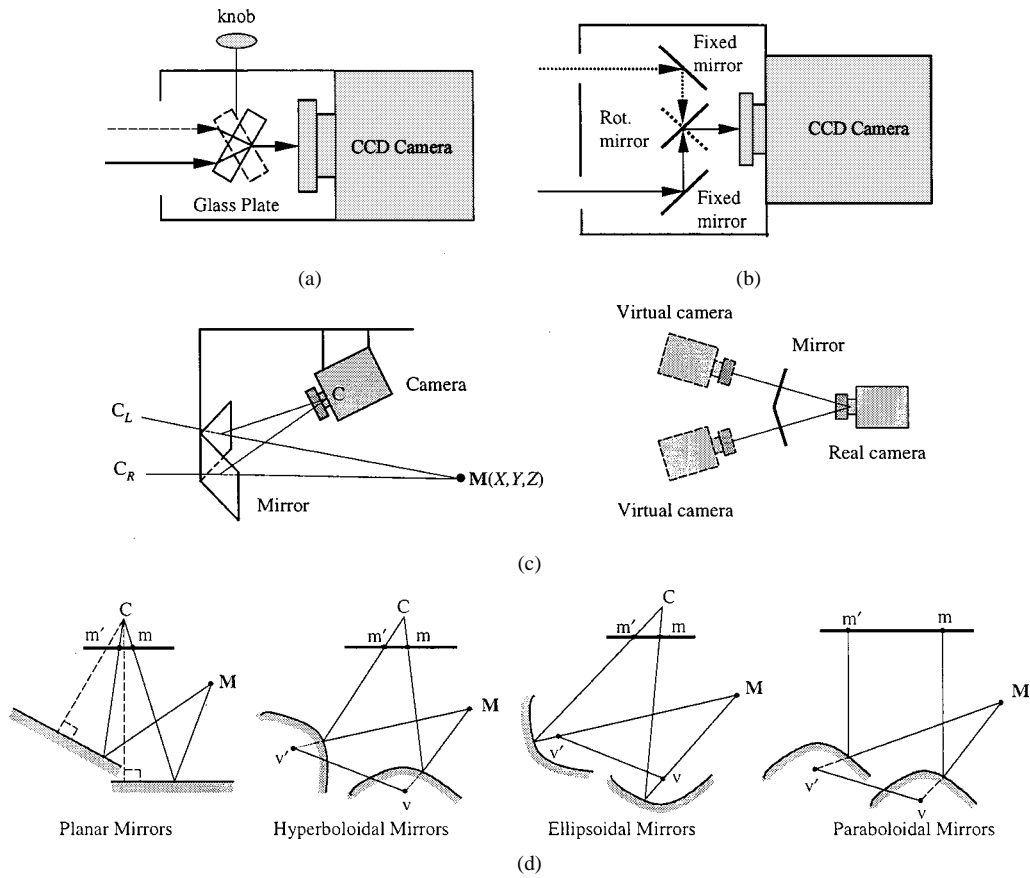 knob
CCD Camera
Glass Plate
(a)
Fixed
mirror
Rot.
mirror
CCD Camera
Fixed
mirror
(b)
C
Camera
C_L
C_R
M(X,Y,Z)
Mirror
Virtual camera
Mirror
Real camera
Virtual camera
(c)
C
m′ m
M
Planar Mirrors
C
m′ m
M
v′
v
Hyperboloidal Mirrors
C
m′ m
M
v′
v
Ellipsoidal Mirrors
m′ m
M
v′
v
Paraboloidal Mirrors
(d)